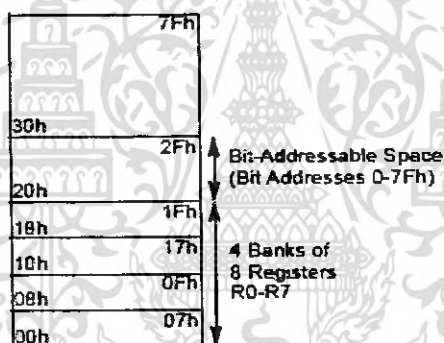 7Fh
30h
2Fh
Bit-Addressable Space
(Bit Addresses 0-7Fh)
20h
1Fh
18h
17h
4 Banks of
8 Registers
R0-R7
10h
0Fh
08h
07h
00h